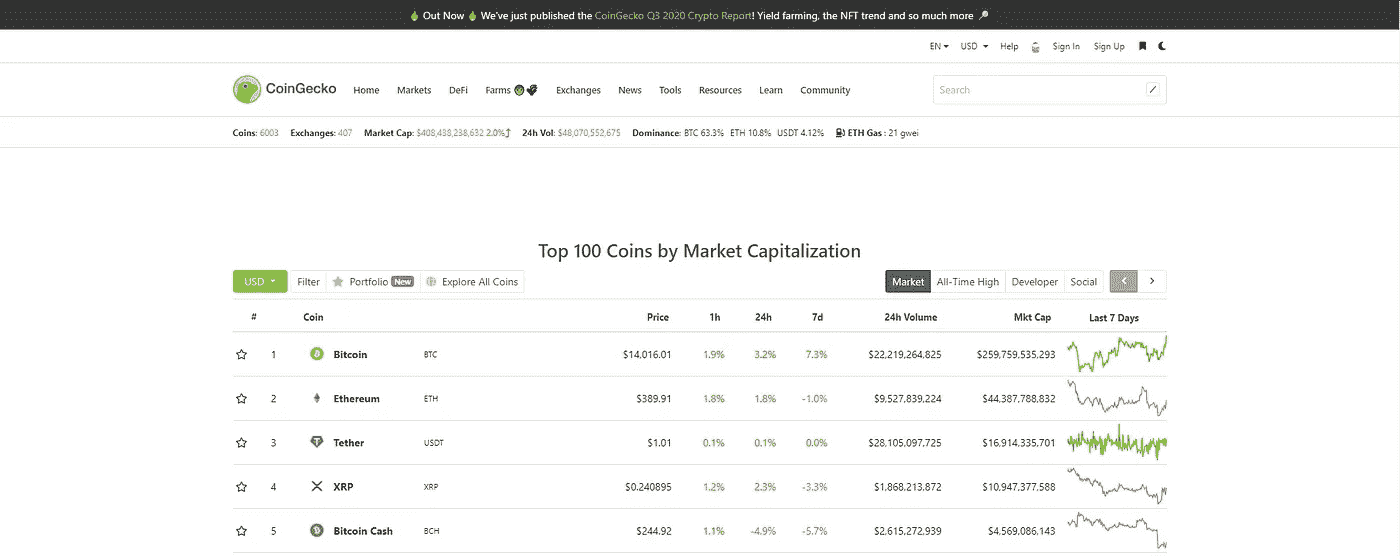 Out Now We've just published the CoinGecko Q3 2020 Crypto Report! Yield farming, the NFT trend and so much more
EN USD Help Sign In Sign Up
CoinGecko Home Markets DeFi Farms Exchanges News Tools Resources Learn Community Search /
Coins: 6003 Exchanges: 407 Market Cap: $408,438,238,632 2.0% 24h Vol: $48,070,552,675 Dominance: BTC 63.3% ETH 10.8% USDT 4.12% ETH Gas : 21 gwei
Top 100 Coins by Market Capitalization
USD Filter Portfolio New Explore All Coins Market All-Time High Developer Social < >
# Coin Price 1h 24h 7d 24h Volume Mkt Cap Last 7 Days
1 Bitcoin BTC $14,016.01 1.9% 3.2% 7.3% $22,219,264,825 $259,759,535,293
2 Ethereum ETH $389.91 1.8% 1.8% -1.0% $9,527,839,224 $44,387,788,832
3 Tether USDT $1.01 0.1% 0.1% 0.0% $28,105,097,725 $16,914,335,701
4 XRP XRP $0.240895 1.2% 2.3% -3.3% $1,868,213,872 $10,947,377,588
5 Bitcoin Cash BCH $244.92 1.1% -4.9% -5.7% $2,615,272,939 $4,569,086,143